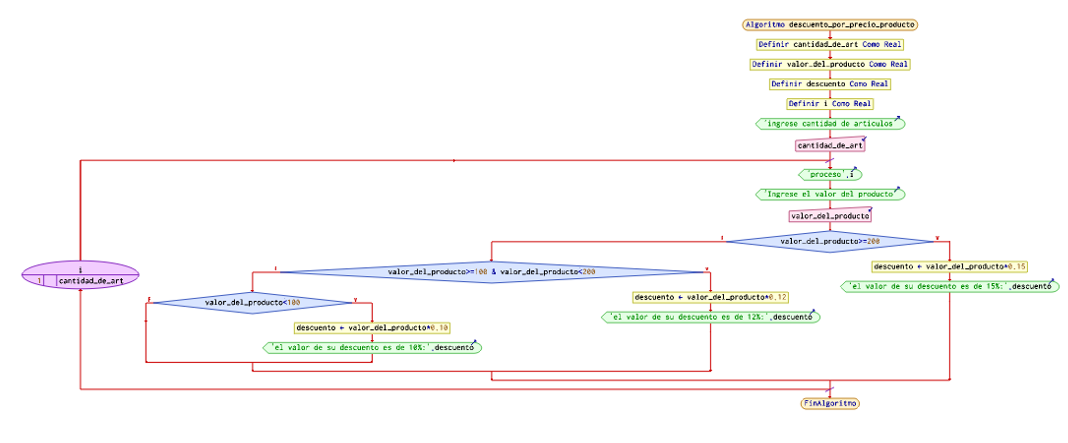 Algoritmo descuento_por_precio_producto
Definir cantidad_de_art Como Real
Definir valor_del_producto Como Real
Definir descuento Como Real
Definir i Como Real
'ingrese cantidad de articulos'
cantidad_de_art
'proceso',i
'Ingrese el valor del producto'
valor_del_producto
F valor_del_producto>=200 V
i
1 cantidad_de_art
F valor_del_producto>=100 & valor_del_producto<200 V
descuento ← valor_del_producto*0.15
'el valor de su descuento es de 15%:',descuento
F valor_del_producto<100 V
descuento ← valor_del_producto*0.12
'el valor de su descuento es de 12%:',descuento
descuento ← valor_del_producto*0.10
'el valor de su descuento es de 10%:',descuento
FinAlgoritmo